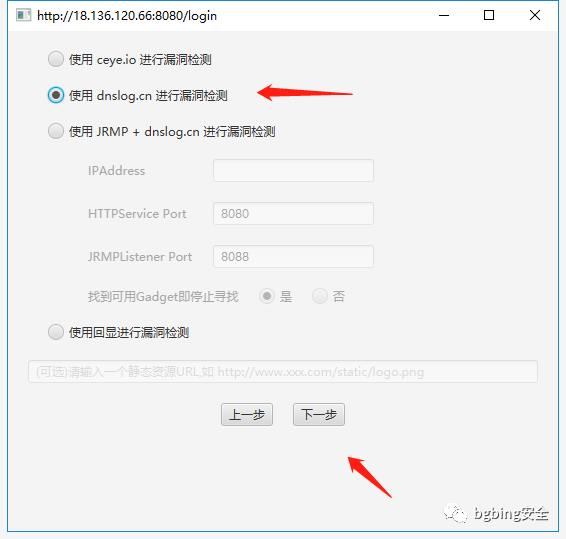 http://18.136.120.66:8080/login
使用 ceye.io 进行漏洞检测
使用 dnslog.cn 进行漏洞检测
使用 JRMP + dnslog.cn 进行漏洞检测
IPAddress
HTTPService Port 8080
JRMPListener Port 8088
找到可用Gadget即停止寻找 是 否
使用回显进行漏洞检测
(可选)请输入一个静态资源URL,如 http://www.xxx.com/static/logo.png
上一步 下一步
bgbing安全